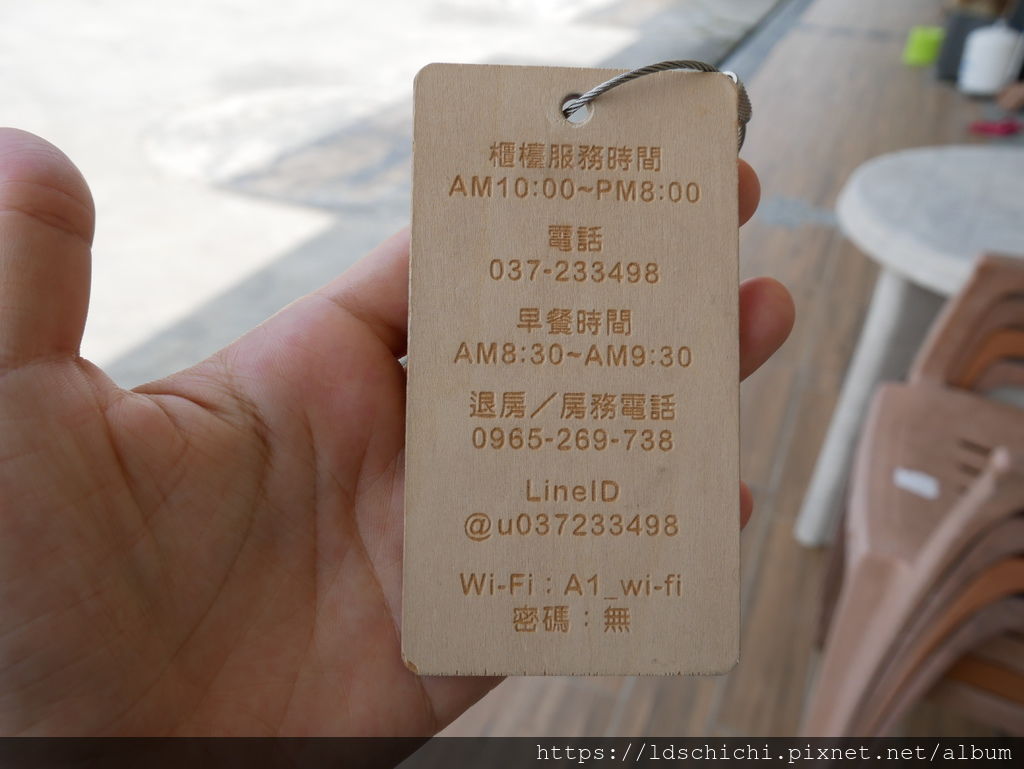 櫃檯服務時間
AM10:00~PM8:00
電話
037-233498
早餐時間
AM8:30~AM9:30
退房／房務電話
0965-269-738
LineID
@u037233498
Wi-Fi：A1_wi-fi
密碼：無
https://ldschichi.pixnet.net/album